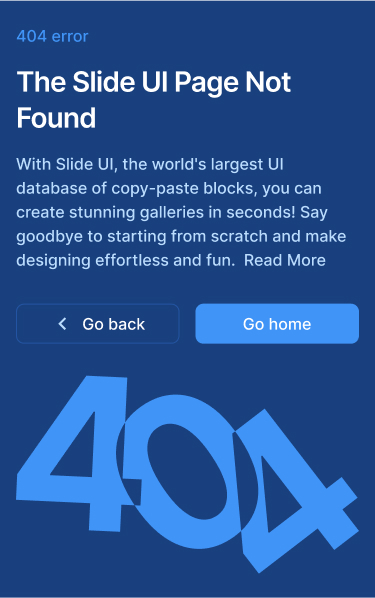 404 error
The Slide UI Page Not
Found
With Slide UI, the world's largest UI
database of copy-paste blocks, you can
create stunning galleries in seconds! Say
goodbye to starting from scratch and make
designing effortless and fun.  Read More
Go back
Go home
404